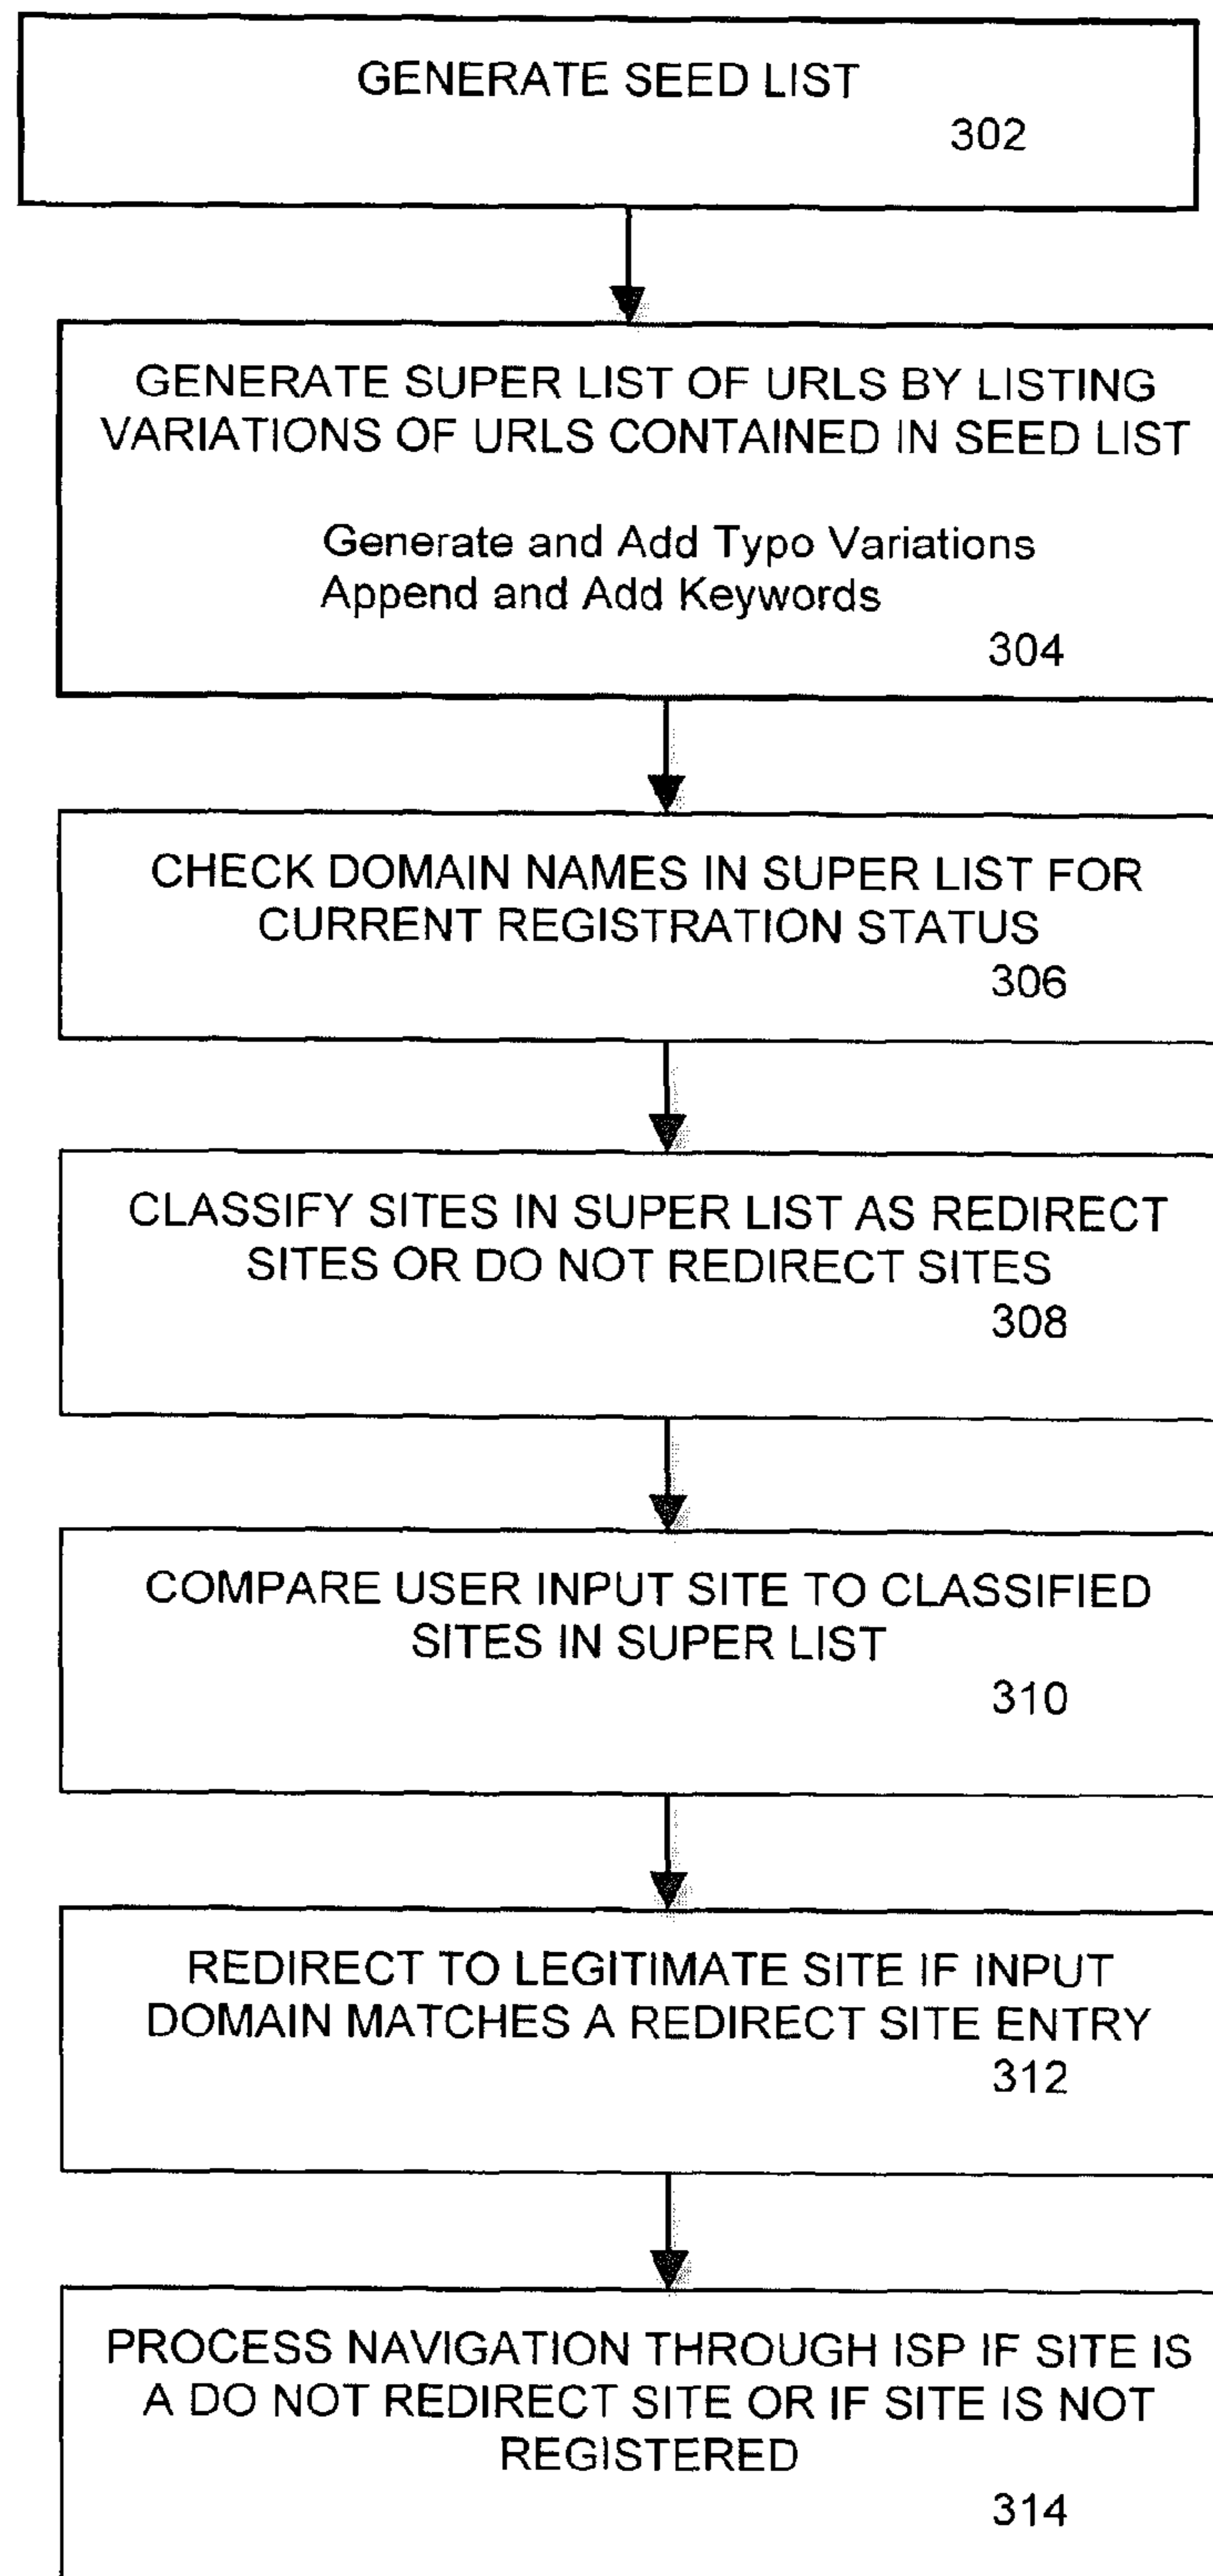 GENERATE SEED LIST
302
GENERATE SUPER LIST OF URLS BY LISTING
VARIATIONS OF URLS CONTAINED IN SEED LIST
Generate and Add Typo Variations
Append and Add Keywords
304
CHECK DOMAIN NAMES IN SUPER LIST FOR
CURRENT REGISTRATION STATUS
306
CLASSIFY SITES IN SUPER LIST AS REDIRECT
SITES OR DO NOT REDIRECT SITES
308
COMPARE USER INPUT SITE TO CLASSIFIED
SITES IN SUPER LIST
310
REDIRECT TO LEGITIMATE SITE IF INPUT
DOMAIN MATCHES A REDIRECT SITE ENTRY
312
PROCESS NAVIGATION THROUGH ISP IF SITE IS
A DO NOT REDIRECT SITE OR IF SITE IS NOT
REGISTERED
314